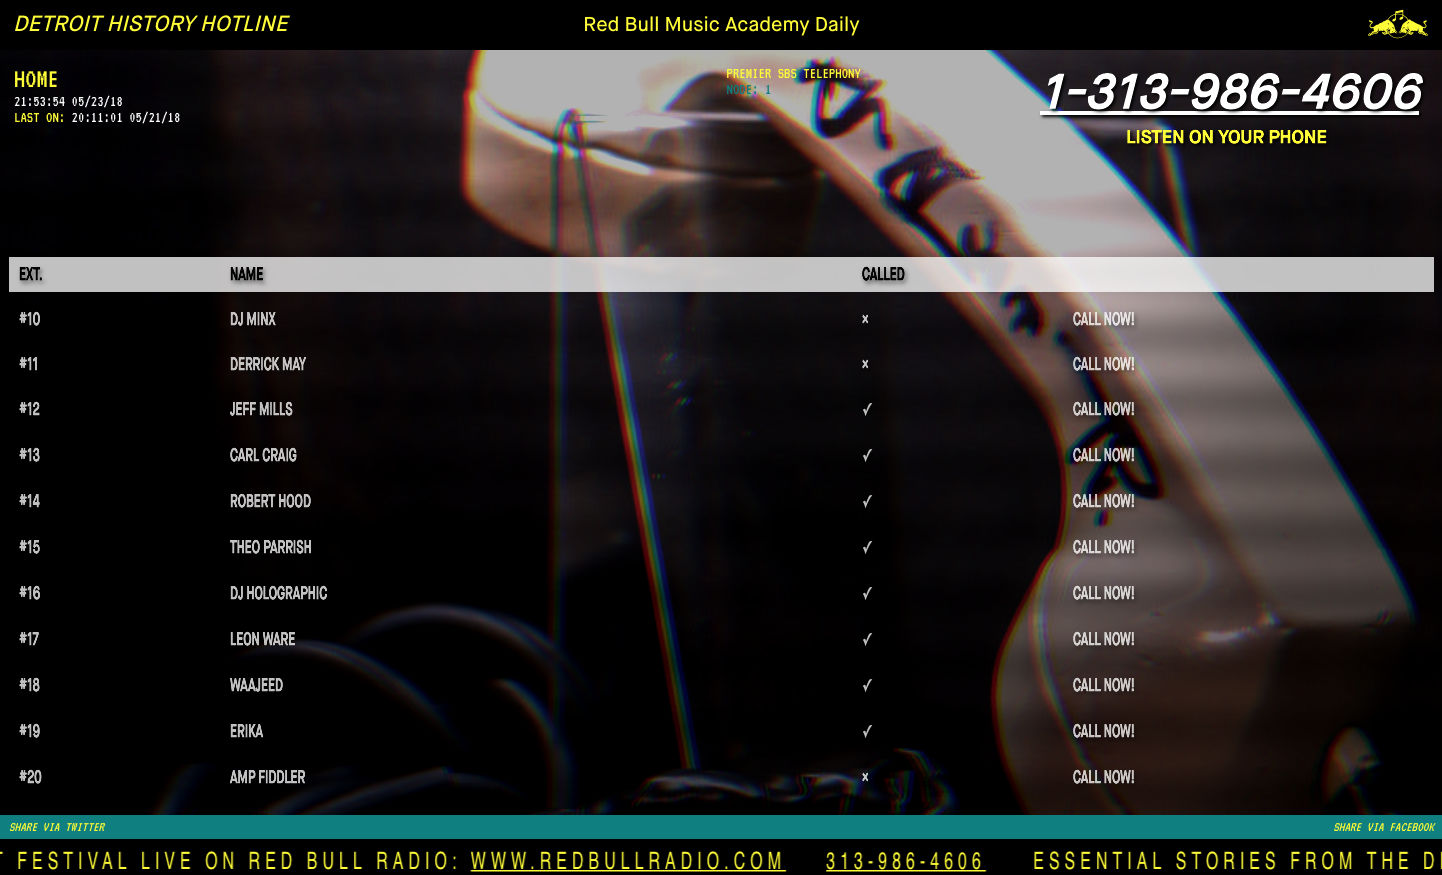 DETROIT HISTORY HOTLINE
Red Bull Music Academy Daily
HOME
21:53:54 05/23/18
LAST ON: 20:11:01 05/21/18
PREMIER SBS TELEPHONY
NODE: 1
1-313-986-4606
LISTEN ON YOUR PHONE
EXT. NAME CALLED
#10 DJ MINX × CALL NOW!
#11 DERRICK MAY × CALL NOW!
#12 JEFF MILLS ✓ CALL NOW!
#13 CARL CRAIG ✓ CALL NOW!
#14 ROBERT HOOD ✓ CALL NOW!
#15 THEO PARRISH ✓ CALL NOW!
#16 DJ HOLOGRAPHIC ✓ CALL NOW!
#17 LEON WARE ✓ CALL NOW!
#18 WAAJEED ✓ CALL NOW!
#19 ERIKA ✓ CALL NOW!
#20 AMP FIDDLER × CALL NOW!
SHARE VIA TWITTER
SHARE VIA FACEBOOK
T FESTIVAL LIVE ON RED BULL RADIO: WWW.REDBULLRADIO.COM 313-986-4606 ESSENTIAL STORIES FROM THE D